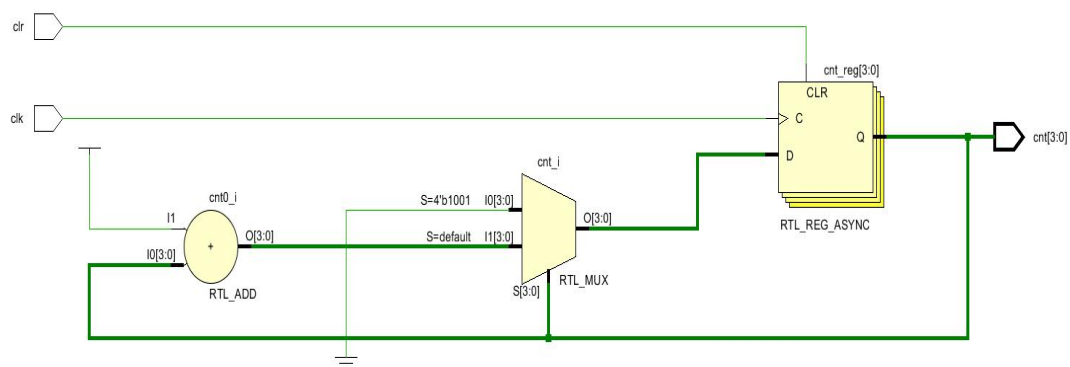 clr
cnt_reg[3:0]
CLR
clk
C
Q
cnt[3:0]
D
cnt_i
cnt0_i
S=4'b1001
I0[3:0]
I1
O[3:0]
O[3:0]
S=default
I1[3:0]
+
I0[3:0]
RTL_REG_ASYNC
S[3:0]
RTL_MUX
RTL_ADD